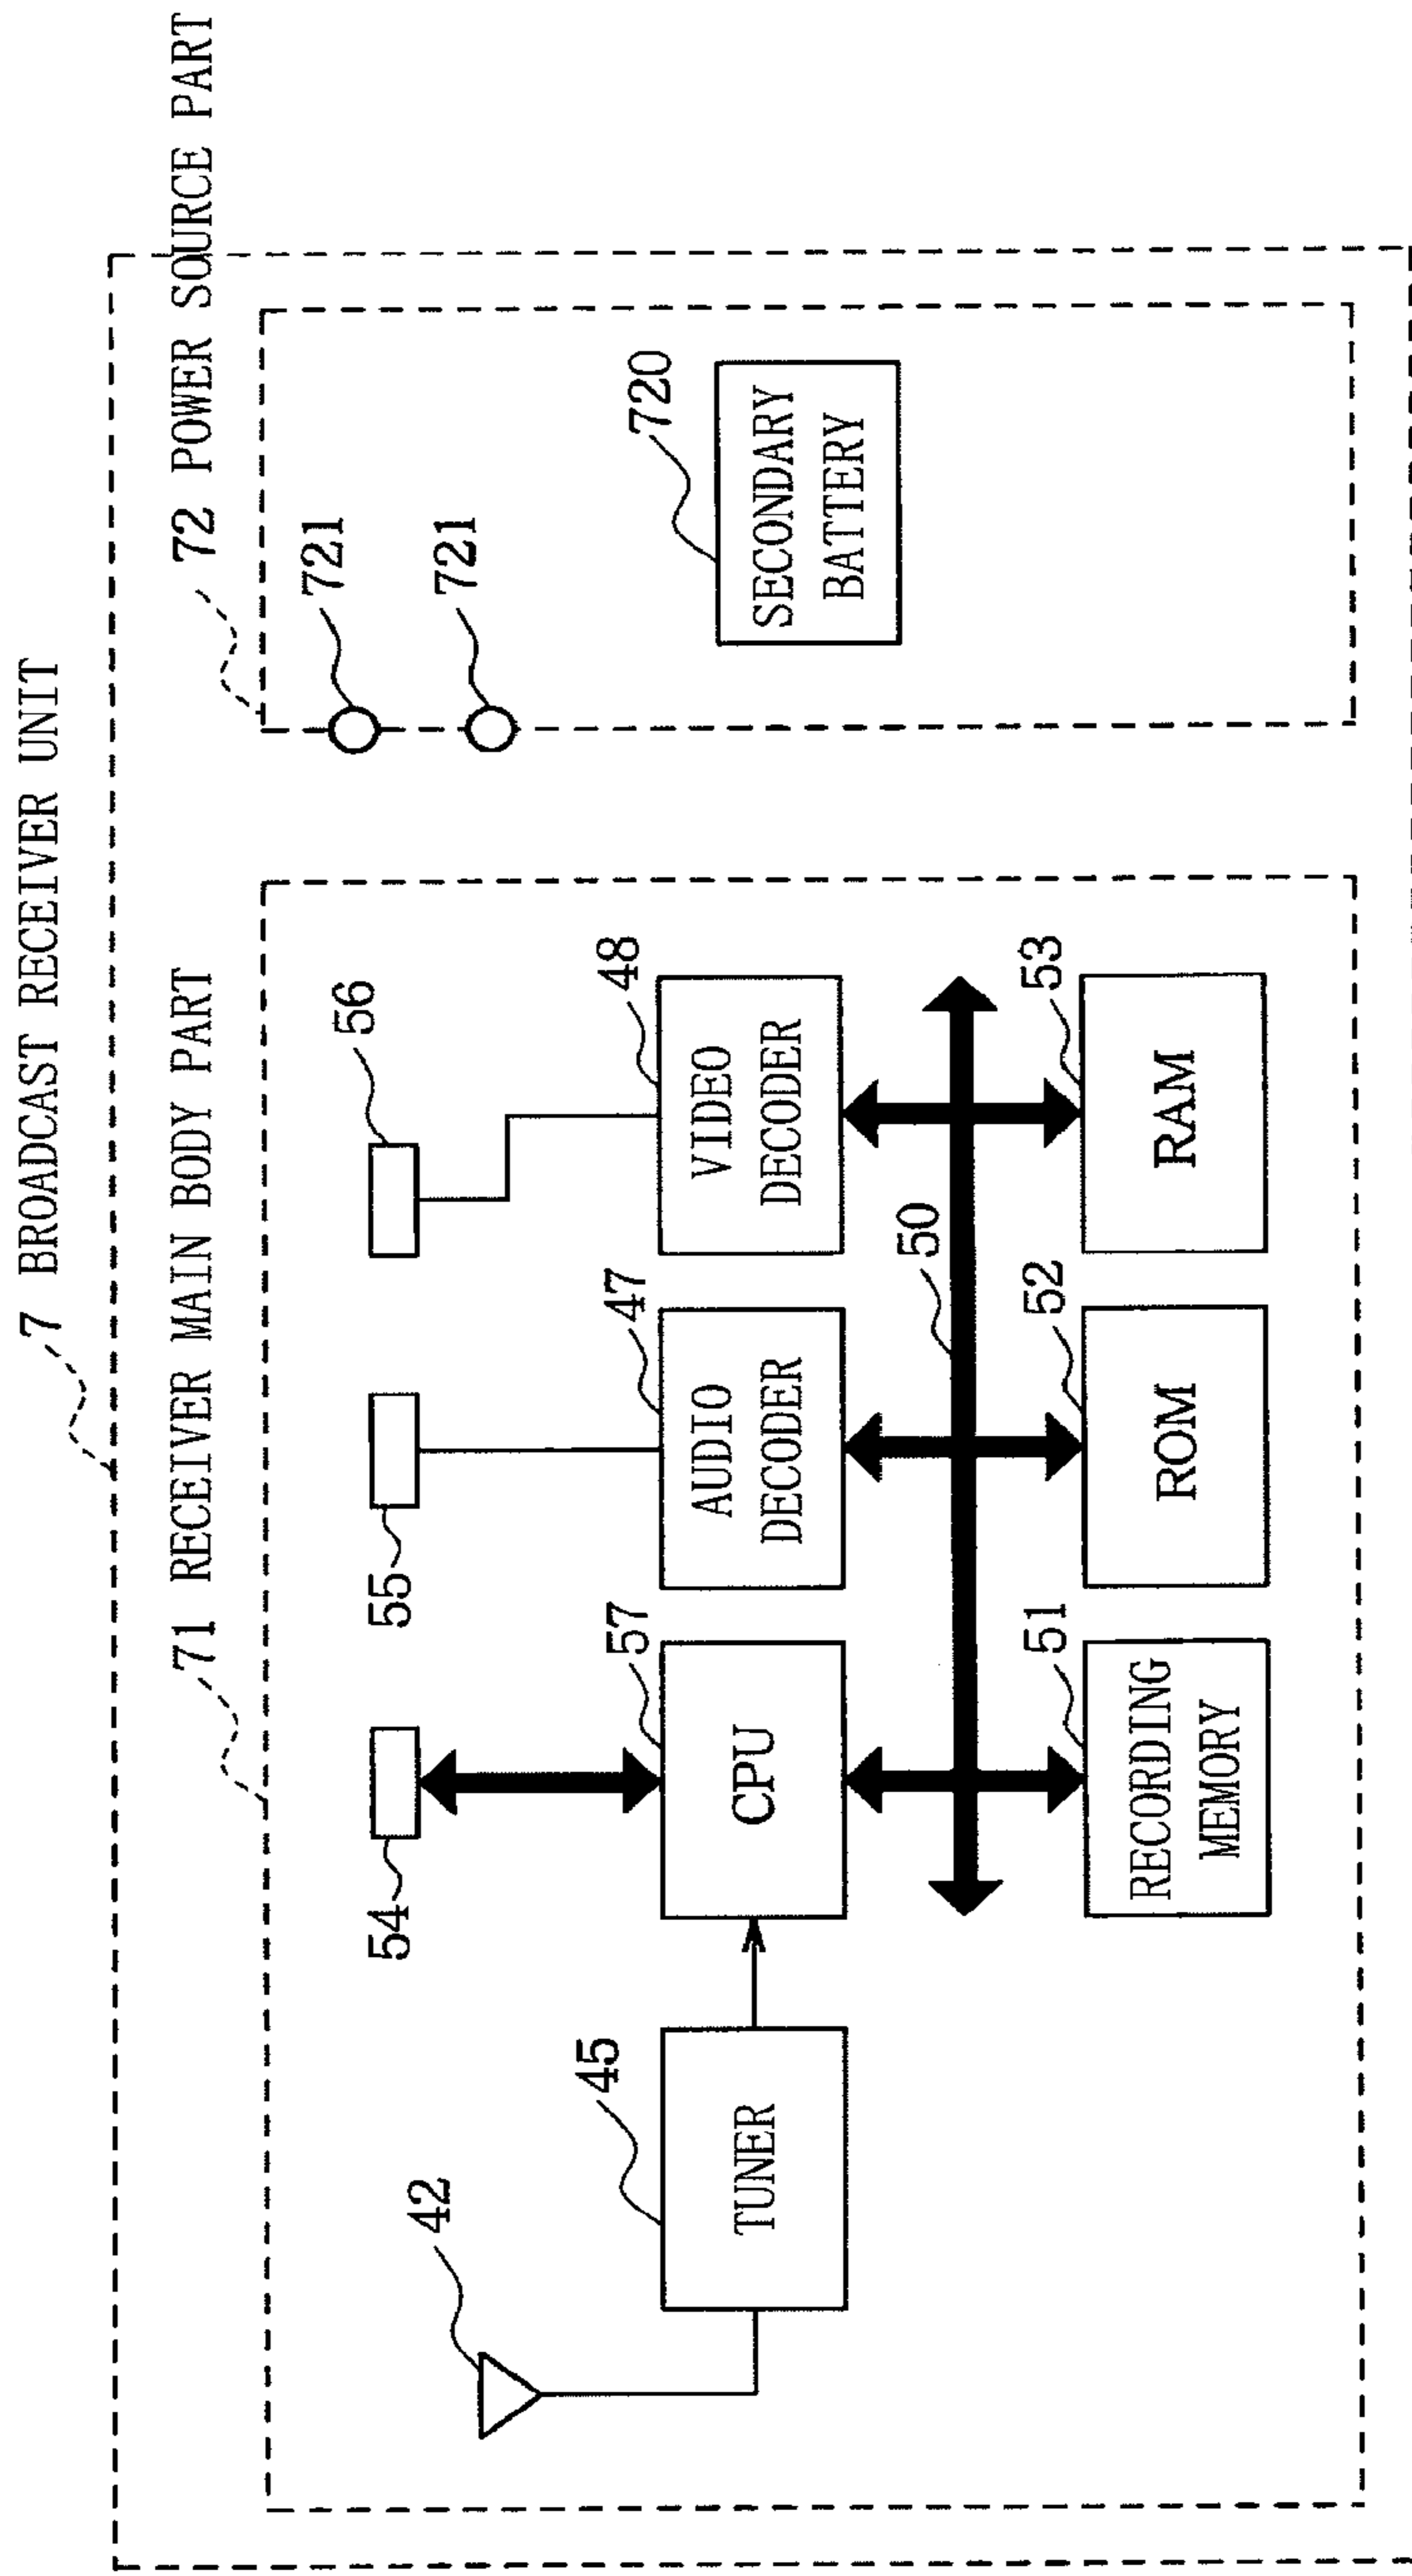 7 BROADCAST RECEIVER UNIT
71 RECEIVER MAIN BODY PART
72 POWER SOURCE PART
54
55
56
721
721
42
45
TUNER
57
CPU
47
AUDIO
DECODER
48
VIDEO
DECODER
720
SECONDARY
BATTERY
50
51
RECORDING
MEMORY
52
ROM
53
RAM